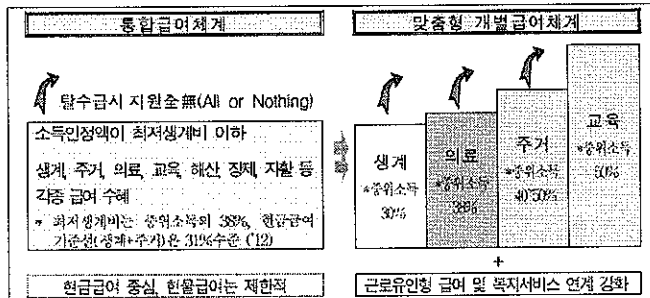 통합급여체계
탈수급시 지원全無(All or Nothing)
소득인정액이 최저생계비 이하
생계, 주거, 의료, 교육, 해산, 장제, 자활 등
각종 급여 수혜
* 최저생계비는 중위소득의 38%, 현금급여
기준선(생계+주거)은 31%수준 ('12)
현금급여 중심, 현물급여는 제한적
맞춤형 개별급여체계
생계
*중위소득
30%
의료
*중위소득
38%
주거
*중위소득
40~50%
교육
*중위소득
50%
+
근로유인형 급여 및 복지서비스 연계 강화